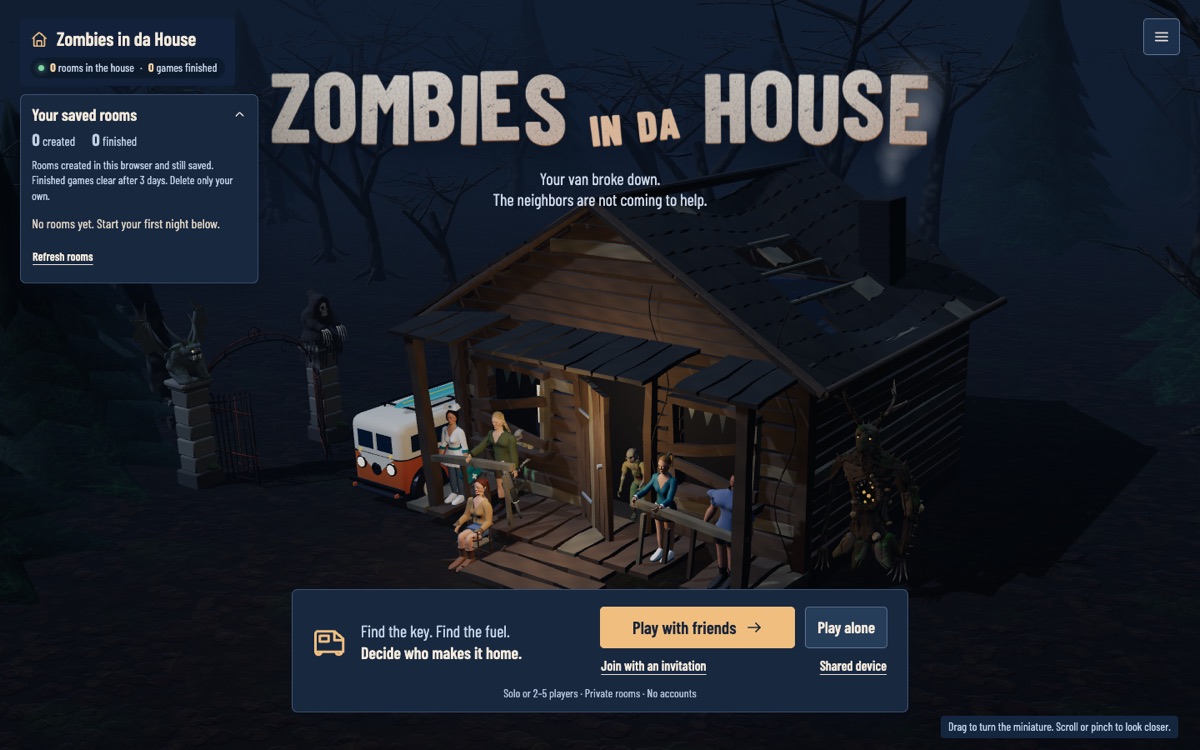 Zombies in da House
0 rooms in the house · 0 games finished
Your saved rooms
0 created 0 finished
Rooms created in this browser and still saved.
Finished games clear after 3 days. Delete only your
own.
No rooms yet. Start your first night below.
Refresh rooms
ZOMBIES IN DA HOUSE
Your van broke down.
The neighbors are not coming to help.
Find the key. Find the fuel.
Decide who makes it home.
Play with friends
Play alone
Join with an invitation
Shared device
Solo or 2–5 players · Private rooms · No accounts
Drag to turn the miniature. Scroll or pinch to look closer.